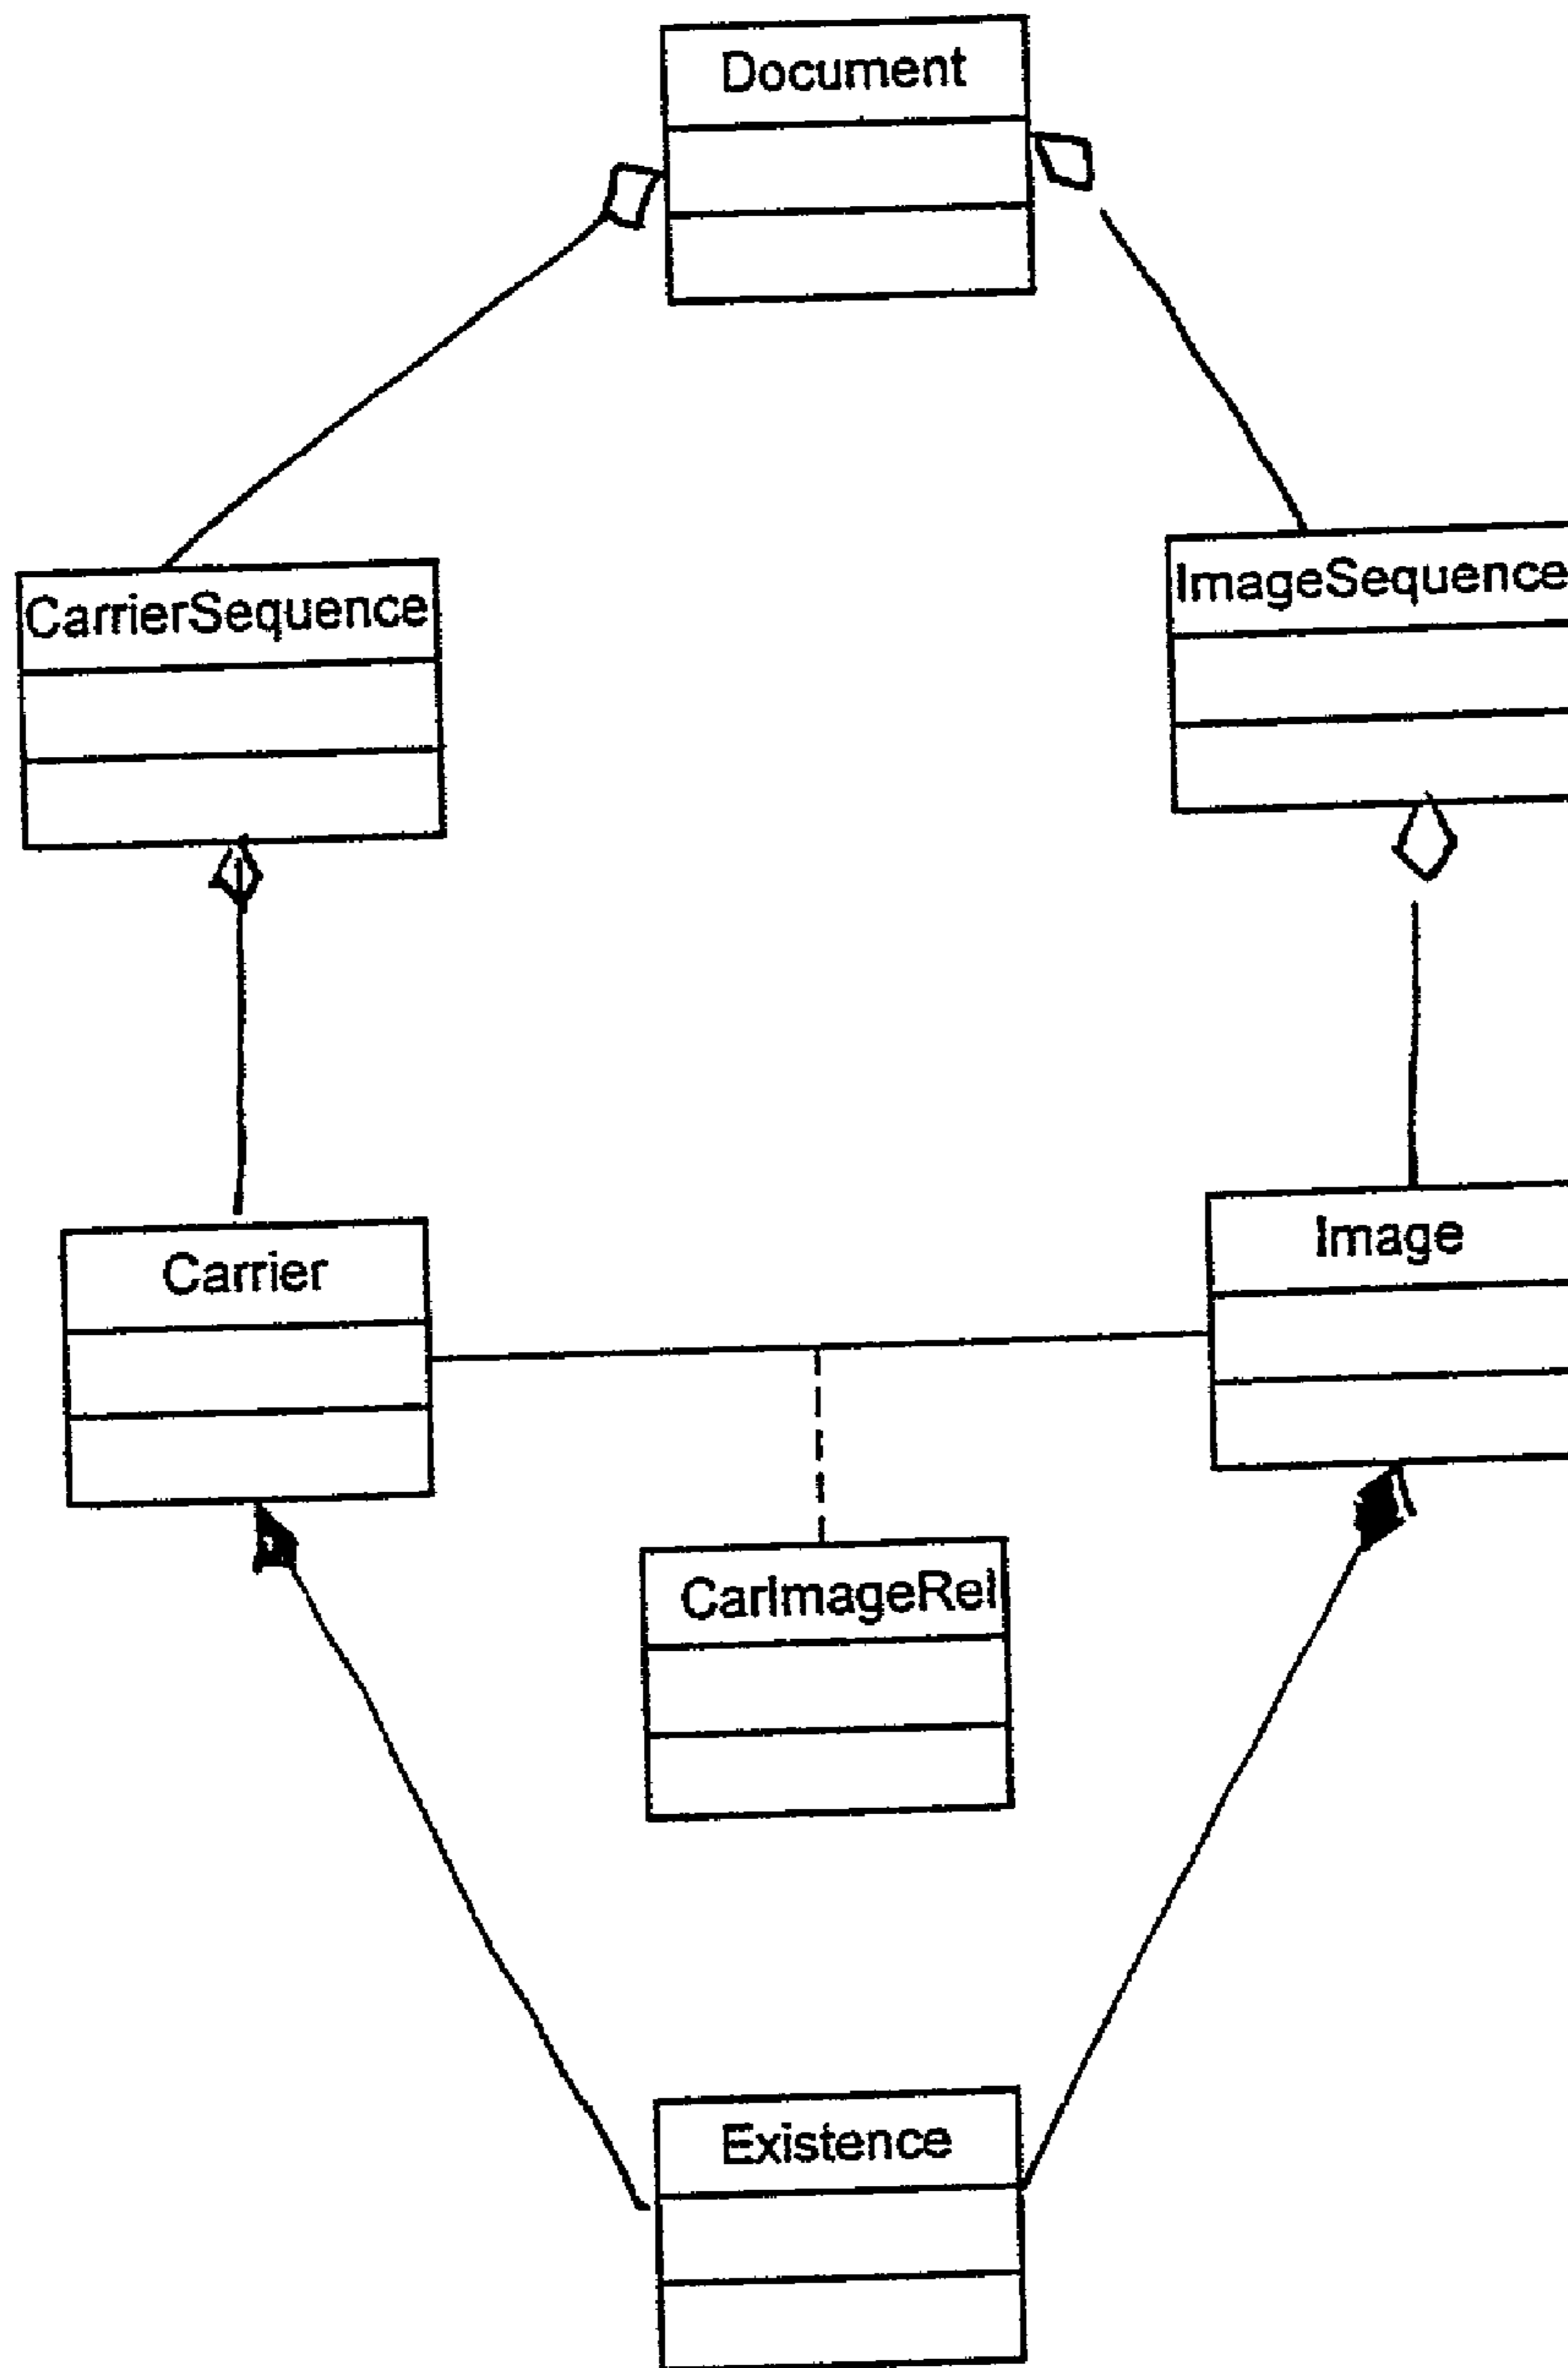 Document
CarrierSequence
ImageSequence
Carrier
Image
CarImageRel
Existence